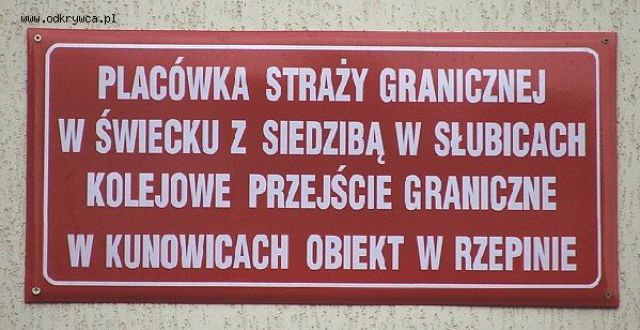 www.odkrywca.pl
PLACÓWKA STRAŻY GRANICZNEJ
W ŚWIECKU Z SIEDZIBĄ W SŁUBICACH
KOLEJOWE PRZEJŚCIE GRANICZNE
W KUNOWICACH OBIEKT W RZEPINIE